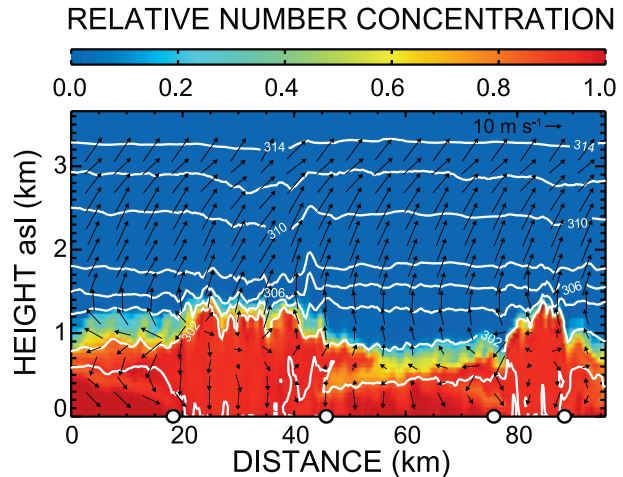 RELATIVE NUMBER CONCENTRATION
0.0 0.2 0.4 0.6 0.8 1.0
10 m s⁻¹
314 314
3
310 310
2
306 306
1
302 302
0
0 20 40 60 80
HEIGHT asl (km)
DISTANCE (km)